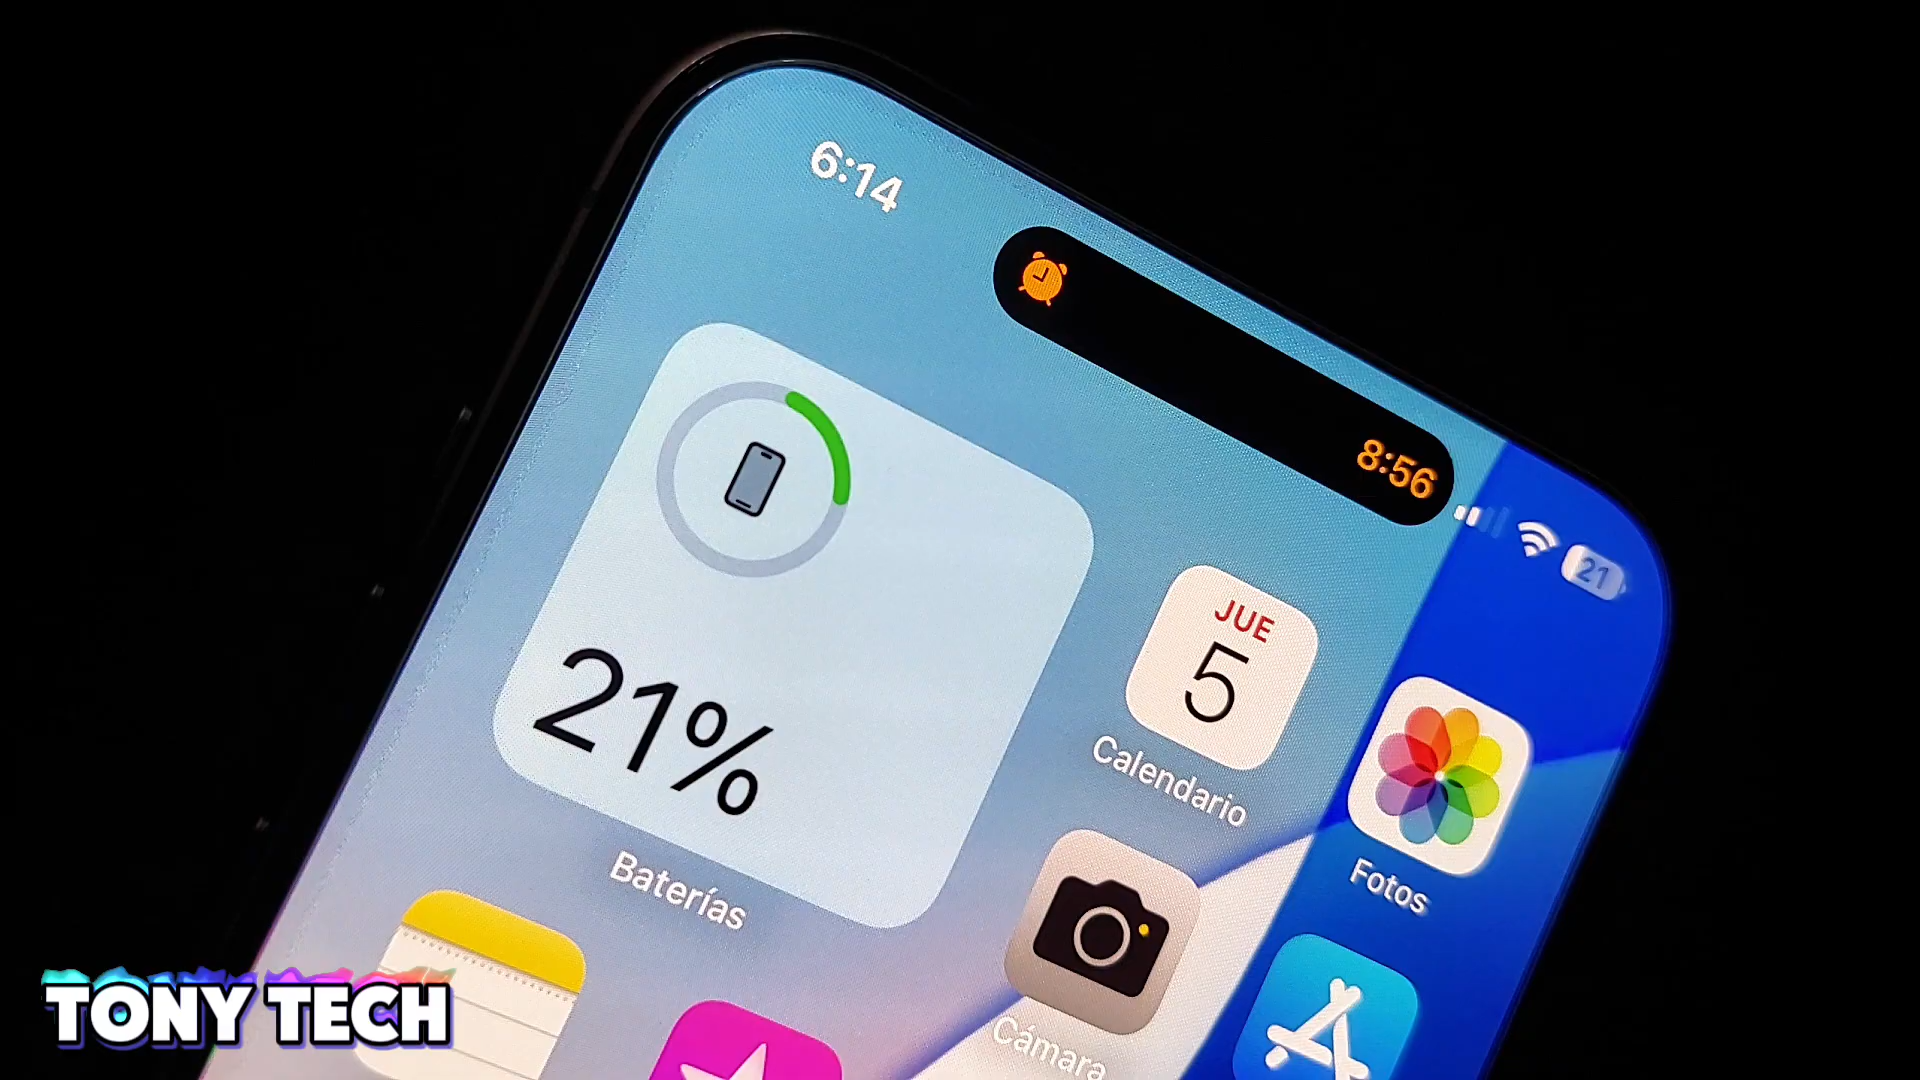 6:14
8:56
21
21%
Baterías
JUE
5
Calendario
Fotos
Cámara
TONY TECH